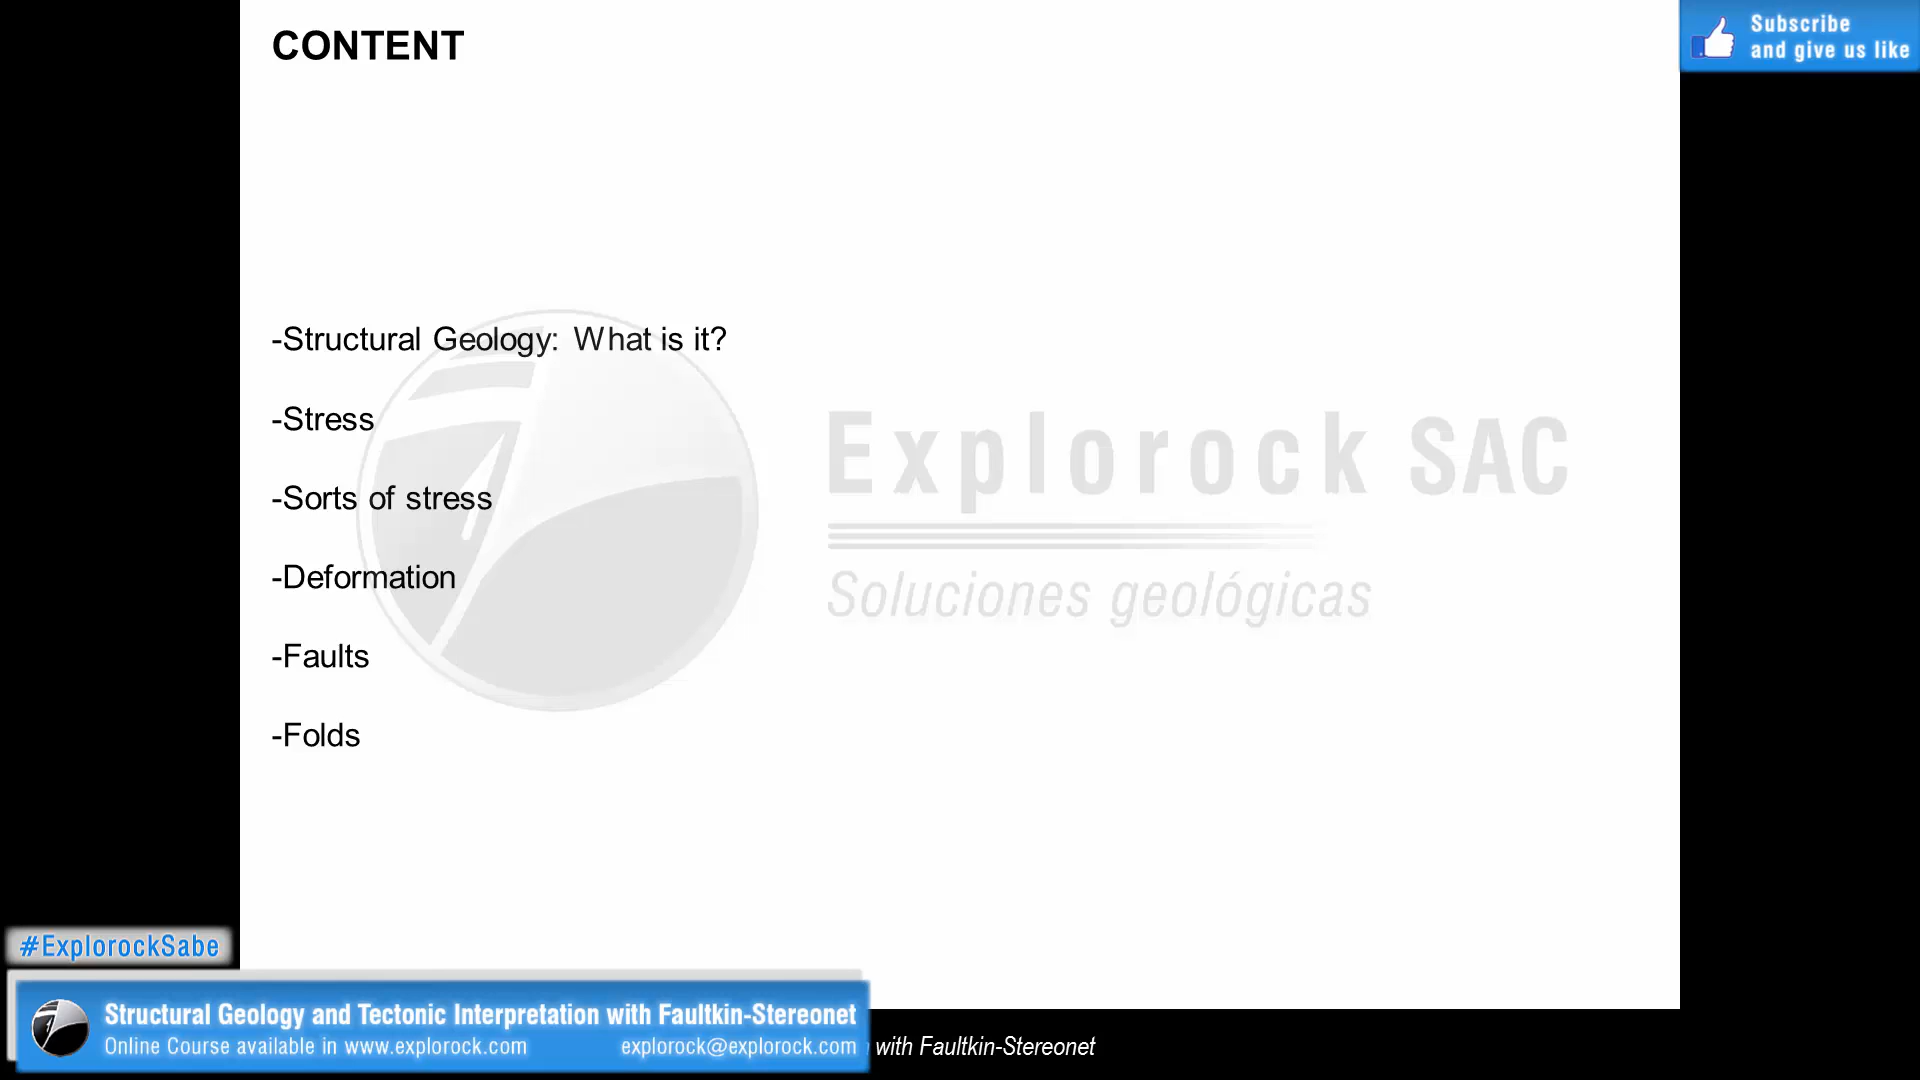 CONTENT
Subscribe
and give us like
-Structural Geology: What is it?
-Stress
-Sorts of stress
-Deformation
-Faults
-Folds
Explorock SAC
Soluciones geológicas
#ExplorockSabe
Structural Geology and Tectonic Interpretation with Faultkin-Stereonet
Online Course available in www.explorock.com explorock@explorock.com
with Faultkin-Stereonet